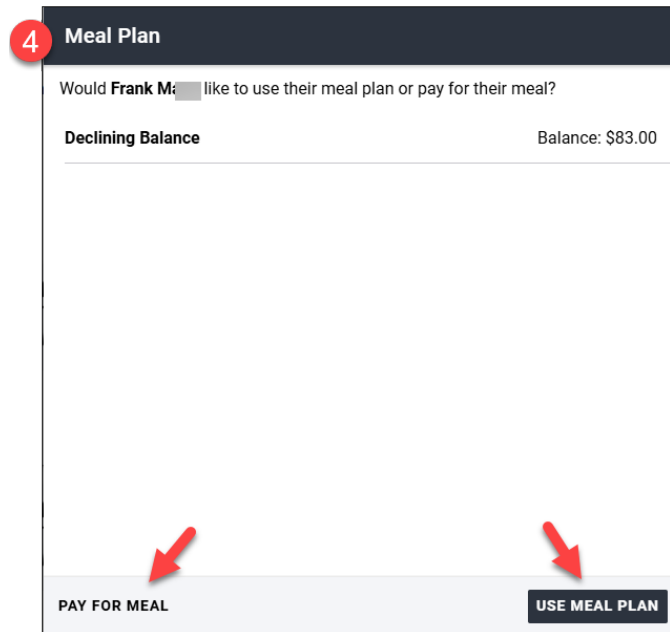 4
Meal Plan
Would Frank Ma like to use their meal plan or pay for their meal?
Declining Balance Balance: $83.00
PAY FOR MEAL USE MEAL PLAN